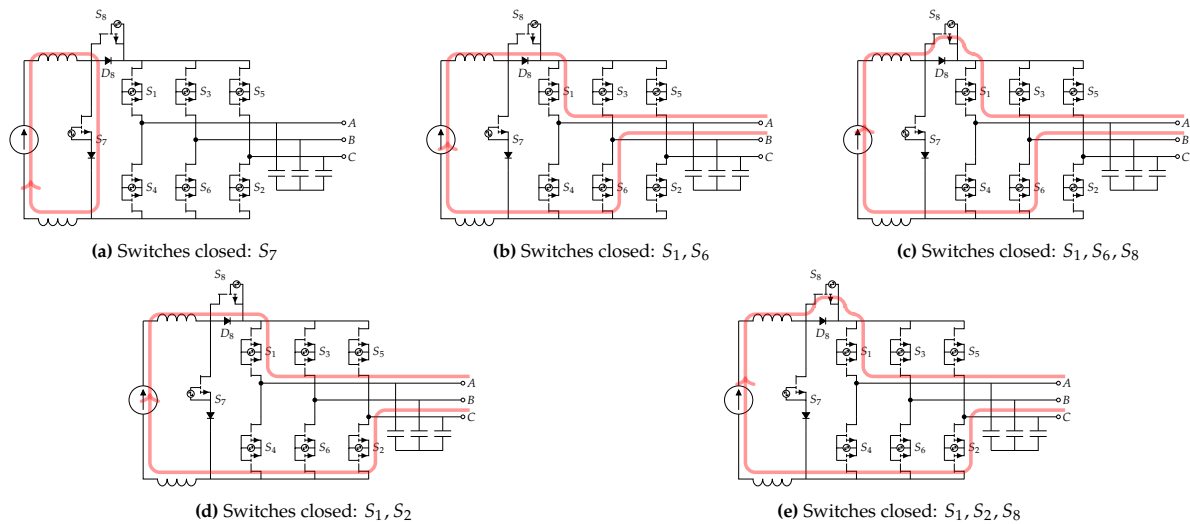 S8
D8
S1 S3 S5
A
S7
B
C
S4 S6 S2
(a) Switches closed: S7
S8
D8
S1 S3 S5
A
S7
B
C
S4 S6 S2
(b) Switches closed: S1, S6
S8
D8
S1 S3 S5
A
S7
B
C
S4 S6 S2
(c) Switches closed: S1, S6, S8
S8
D8
S1 S3 S5
A
S7
B
C
S4 S6 S2
(d) Switches closed: S1, S2
S8
D8
S1 S3 S5
A
S7
B
C
S4 S6 S2
(e) Switches closed: S1, S2, S8